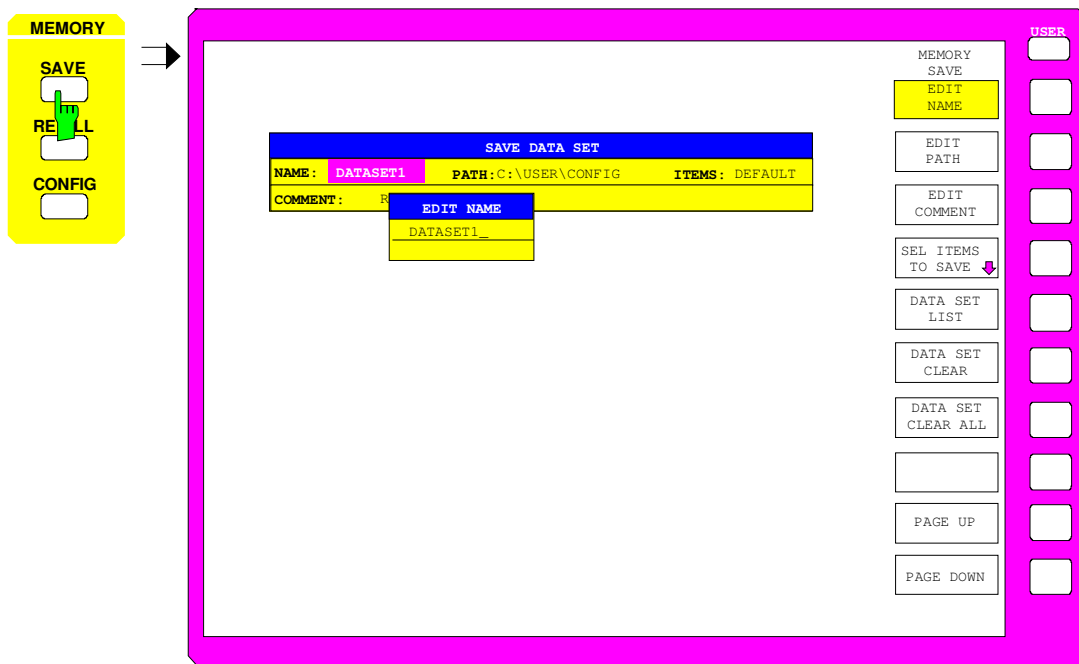 MEMORY
SAVE
CONFIG
USER
MEMORY
SAVE
EDIT
NAME
EDIT
PATH
EDIT
COMMENT
SEL ITEMS
TO SAVE
DATA SET
LIST
DATA SET
CLEAR
DATA SET
CLEAR ALL
PAGE UP
PAGE DOWN
SAVE DATA SET
NAME: DATASET1 PATH:C:\USER\CONFIG ITEMS: DEFAULT
COMMENT:
EDIT NAME
DATASET1_